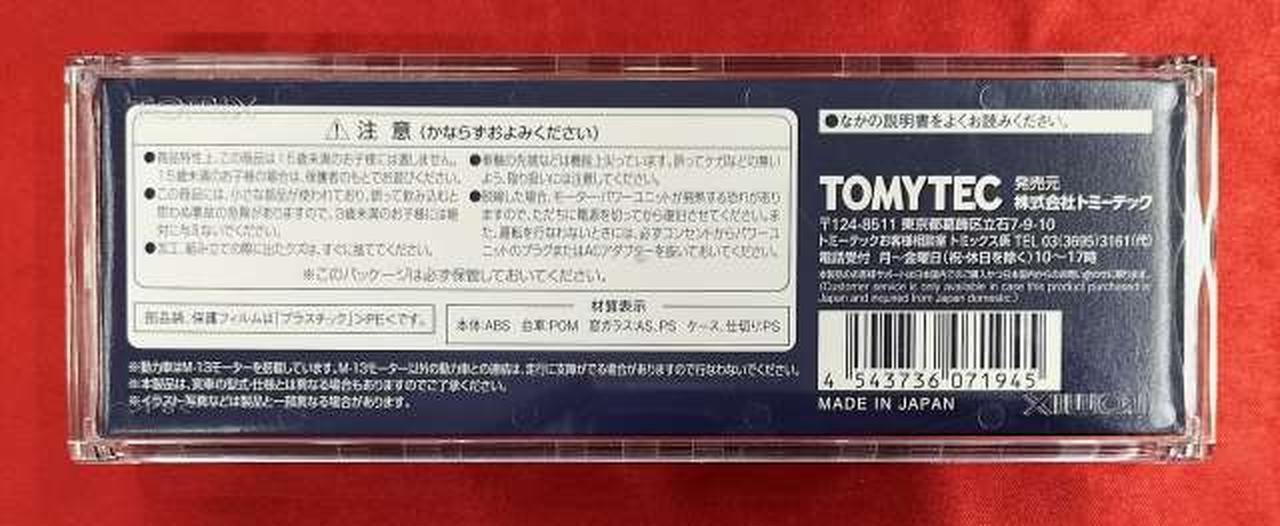 TOMIX
⚠ 注 意 (かならずおよみください)
●商品特性上、この商品は15歳未満のお子様には適しません。
15歳未満のお子様の場合は、保護者のもとでお遊びください。
●この商品には、小さな部品が使われており、誤って飲み込むと
思わぬ事故の危険がありますので、3歳未満のお子様には絶
対に与えないでください。
●加工、組み立ての際に出たクズは、すぐに捨ててください。
●車軸の先端などは機能上尖っています。誤ってケガなどの無い
よう、取り扱いには注意してください。
●脱線した場合、モーター・パワーユニットが発熱する恐れがあり
ますので、ただちに電源を切ってから復旧させてください。ま
た、運転を行なわないときには、必ずコンセントからパワーユ
ニットのプラグまたはACアダプターを抜いておいてください。
※このパッケージは必ず保管しておいてください。
部品袋、保護フィルムは「プラスチック」>PE<です。
材質表示
本体:ABS 台車:POM 窓ガラス:AS,PS ケース、仕切り:PS
※動力車はM-13モーターを搭載しています。M-13モーター以外の動力車との連結は、走行に支障がでる場合がありますので行なわないでください。
※本製品は、実車の型式・仕様とは異なる場合もありますのでご了承ください。
※イラスト・写真などは製品と一部異なる場合があります。
●なかの説明書をよくお読みください。
TOMYTEC 発売元
株式会社トミーテック
〒124-8511 東京都葛飾区立石7-9-10
トミーテックお客様相談室 トミックス係 TEL 03(3695)3161(代)
電話受付 月~金曜日(祝・休日を除く)10~17時
(Customer service is only available in case this product purchased in
Japan and inquired from Japan domestic.)
4 543736 071945
MADE IN JAPAN
TOMIX